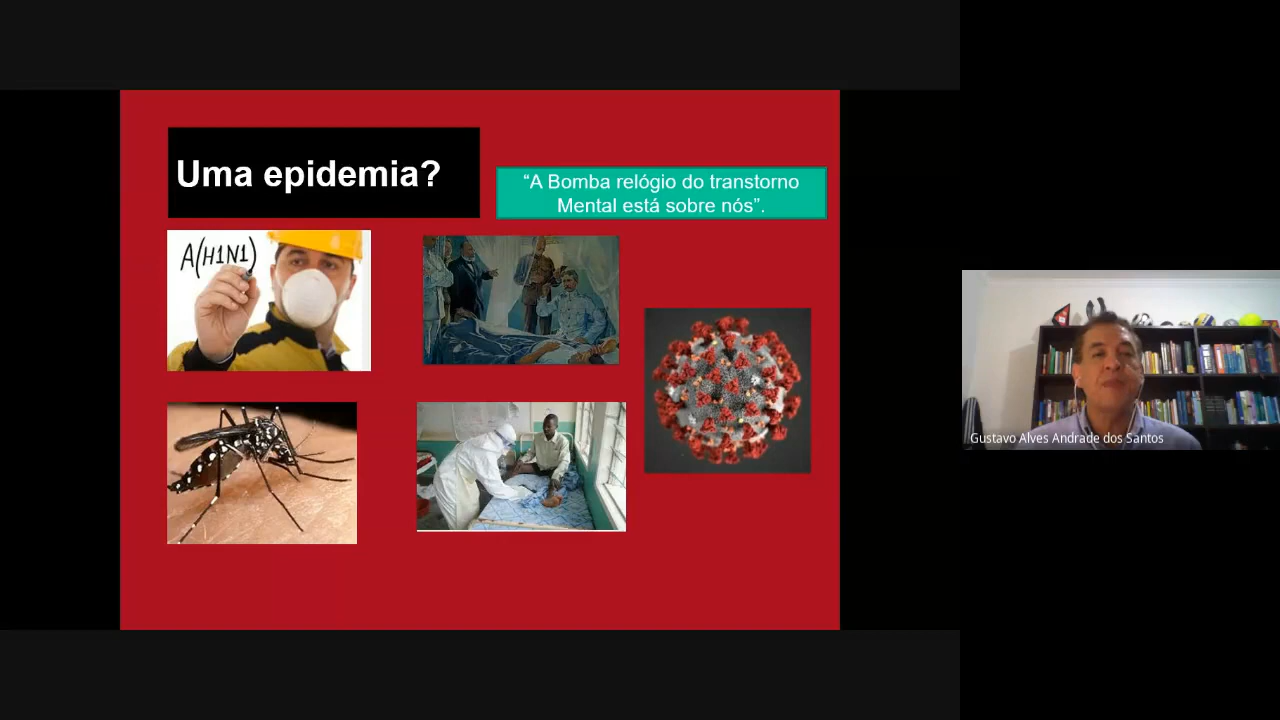 Uma epidemia?
“A Bomba relógio do transtorno
Mental está sobre nós”.
A(H1N1)
Gustavo Alves Andrade dos Santos